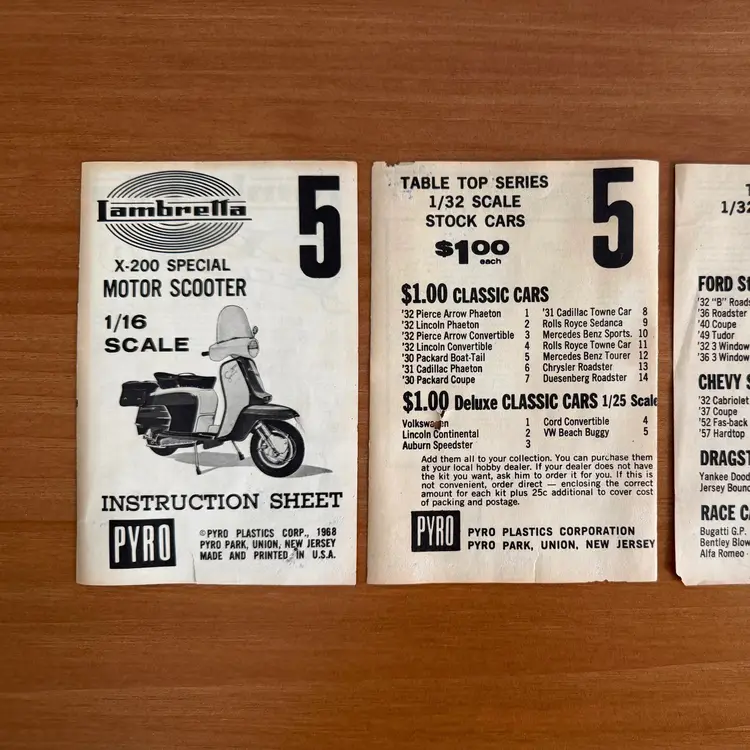 Lambretta
5
X-200 SPECIAL
MOTOR SCOOTER
1/16
SCALE
INSTRUCTION SHEET
PYRO
©PYRO PLASTICS CORP., 1968
PYRO PARK, UNION, NEW JERSEY
MADE AND PRINTED IN U.S.A.
TABLE TOP SERIES
1/32 SCALE
STOCK CARS
5
$1.00
each
$1.00 CLASSIC CARS
'32 Pierce Arrow Phaeton 1
'32 Lincoln Phaeton 2
'32 Pierce Arrow Convertible 3
'32 Lincoln Convertible 4
'30 Packard Boat-Tail 5
'31 Cadillac Phaeton 6
'30 Packard Coupe 7
'31 Cadillac Towne Car 8
Rolls Royce Sedanca 9
Mercedes Benz Sports. 10
Rolls Royce Towne Car 11
Mercedes Benz Tourer 12
Chrysler Roadster 13
Duesenberg Roadster 14
$1.00 Deluxe CLASSIC CARS 1/25 Scale
Volkswagen 1
Lincoln Continental 2
Auburn Speedster 3
Cord Convertible 4
VW Beach Buggy 5
Add them all to your collection. You can purchase them
at your local hobby dealer. If your dealer does not have
the kit you want, ask him to order it for you. If this is
not convenient, order direct — enclosing the correct
amount for each kit plus 25c additional to cover cost
of packing and postage.
PYRO
PYRO PLASTICS CORPORATION
PYRO PARK, UNION, NEW JERSEY
1/32
FORD St
'32 "B" Roads
'36 Roadster
'40 Coupe
'49 Tudor
'32 3 Window
'36 3 Window
CHEVY S
'32 Cabriolet
'37 Coupe
'52 Fas-back
'57 Hardtop
DRAGST
Yankee Dood
Jersey Bounc
RACE CA
Bugatti G.P.
Bentley Blow
Alfa Romeo